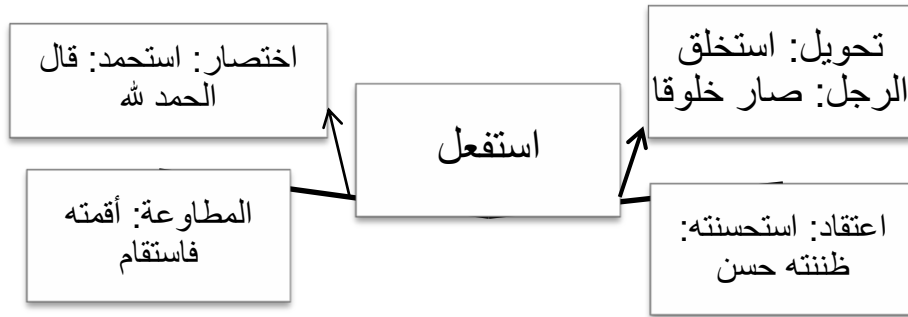 تحويل: استخلق
الرجل: صار خلوقا
اختصار: استحمد: قال
الحمد لله
استفعل
اعتقاد: استحسنته:
ظننته حسن
المطاوعة: أقمته
فاستقام